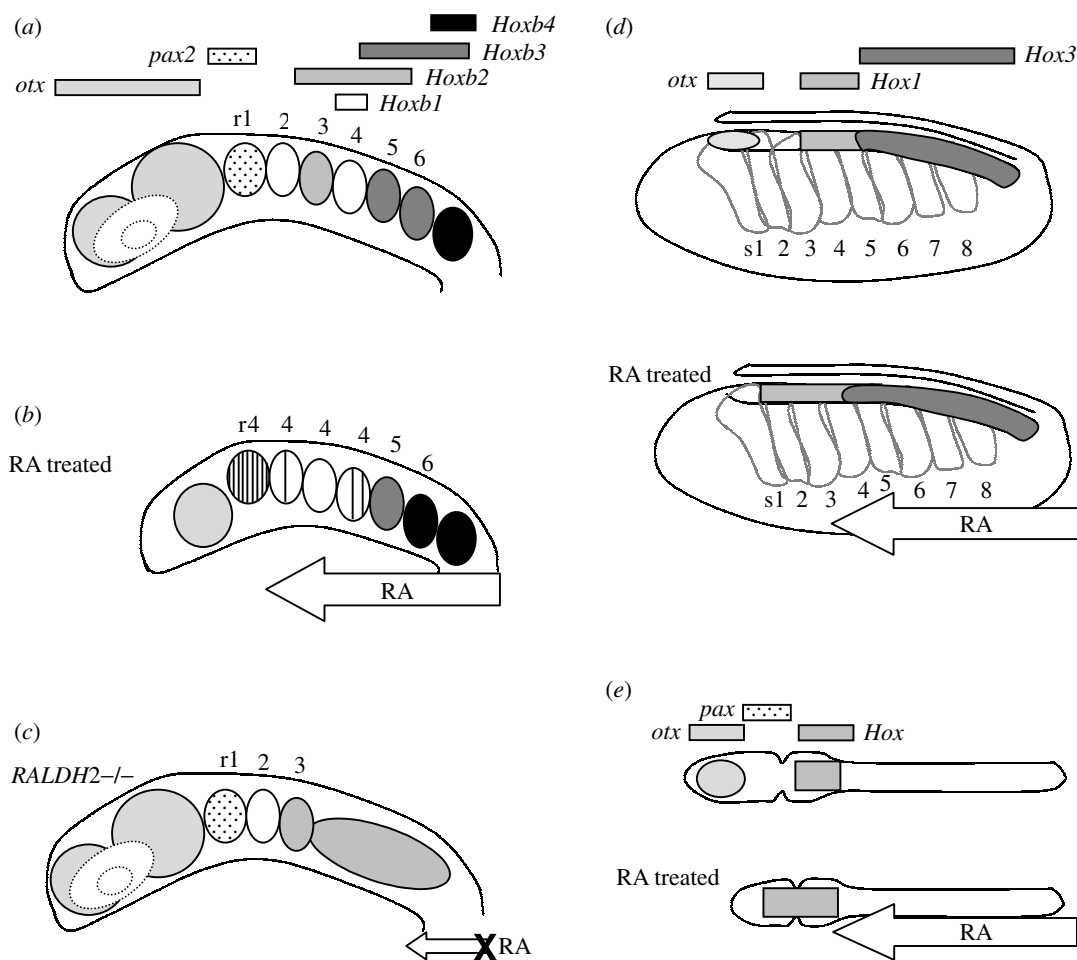 (a)
Hoxb4
Hoxb3
pax2
Hoxb2
otx
Hoxb1
r1 2 3 4 5 6
(b)
RA treated
r4 4 4 4 5 6
RA
(c)
RALDH2−/−
r1 2 3
X RA
(d)
Hox3
otx Hox1
s1 2 3 4 5 6 7 8
RA treated
s1 2 3 4 5 6 7 8
RA
(e)
pax
otx Hox
RA treated
RA